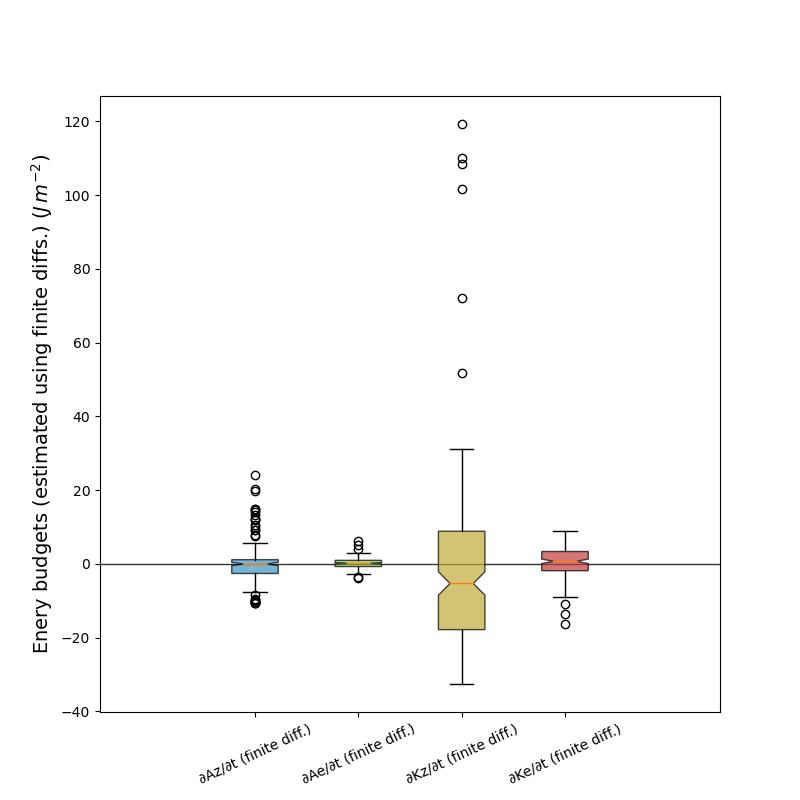 Enery budgets (estimated using finite diffs.) (J m⁻²)
120
100
80
60
40
20
0
−20
−40
∂Az/∂t (finite diff.)
∂Ae/∂t (finite diff.)
∂Kz/∂t (finite diff.)
∂Ke/∂t (finite diff.)